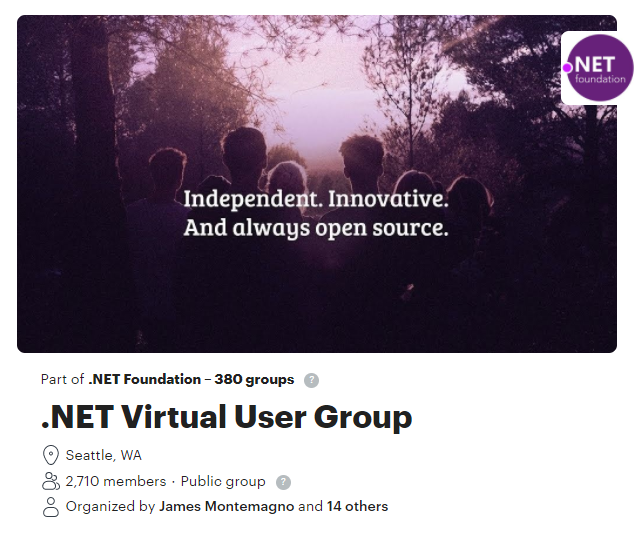 .NET
foundation
Independent. Innovative.
And always open source.
Part of .NET Foundation – 380 groups ?
.NET Virtual User Group
Seattle, WA
2,710 members · Public group ?
Organized by James Montemagno and 14 others